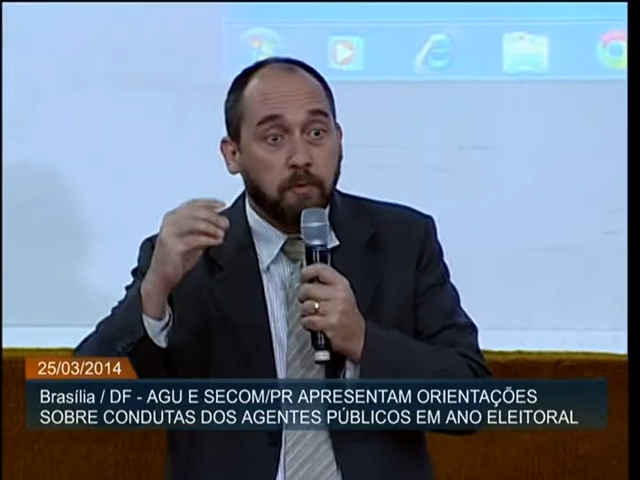 25/03/2014
Brasília / DF - AGU E SECOM/PR APRESENTAM ORIENTAÇÕES
SOBRE CONDUTAS DOS AGENTES PÚBLICOS EM ANO ELEITORAL